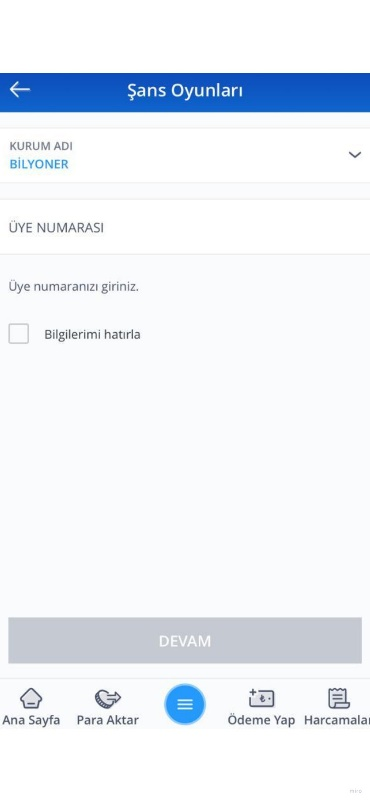 Şans Oyunları
KURUM ADI
BİLYONER
ÜYE NUMARASI
Üye numaranızı giriniz.
Bilgilerimi hatırla
DEVAM
Ana Sayfa
Para Aktar
Ödeme Yap
Harcamalar